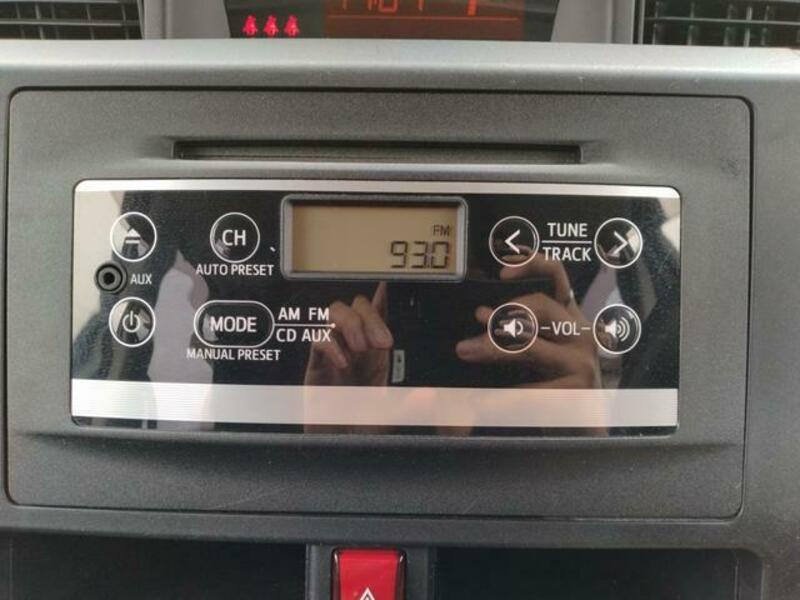 CH
AUTO PRESET
AUX
FM
93.0
TUNE
TRACK
MODE
MANUAL PRESET
AM FM
CD AUX
-VOL-